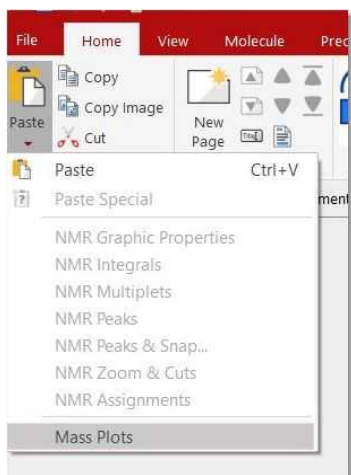 File Home View Molecule Prec
Copy
Copy Image
Cut
Paste
New
Page
Paste Ctrl+V
Paste Special
ment
NMR Graphic Properties
NMR Integrals
NMR Multiplets
NMR Peaks
NMR Peaks & Snap...
NMR Zoom & Cuts
NMR Assignments
Mass Plots